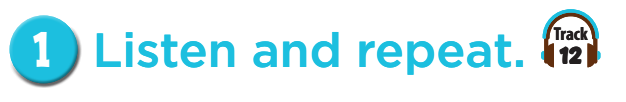 1 Listen and repeat. Track
12